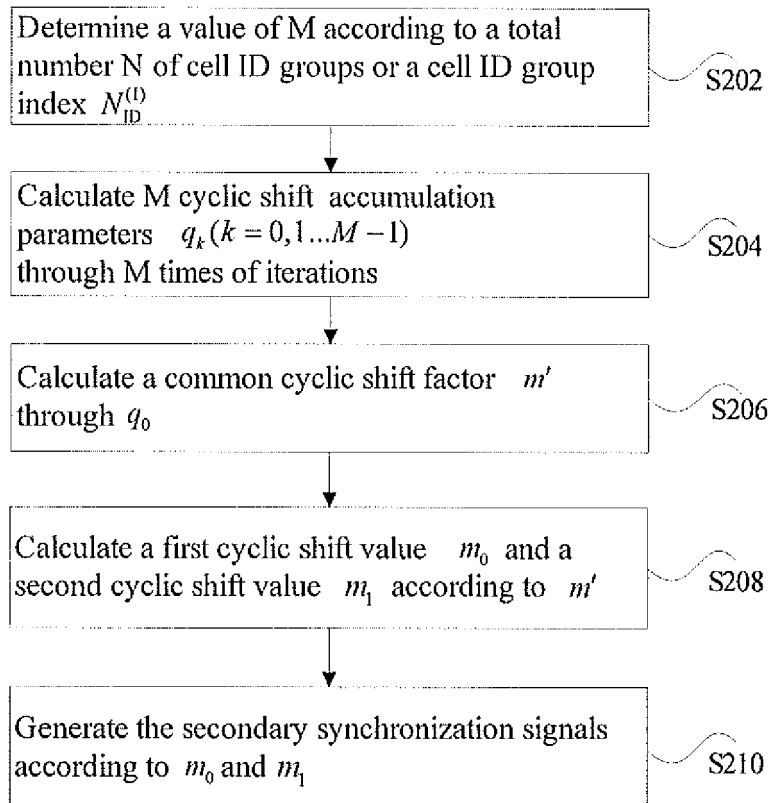 Determine a value of M according to a total
number N of cell ID groups or a cell ID group
index N_ID^(1)
S202
Calculate M cyclic shift accumulation
parameters q_k (k = 0,1...M −1)
through M times of iterations
S204
Calculate a common cyclic shift factor m′
through q_0
S206
Calculate a first cyclic shift value m_0 and a
second cyclic shift value m_1 according to m′
S208
Generate the secondary synchronization signals
according to m_0 and m_1
S210